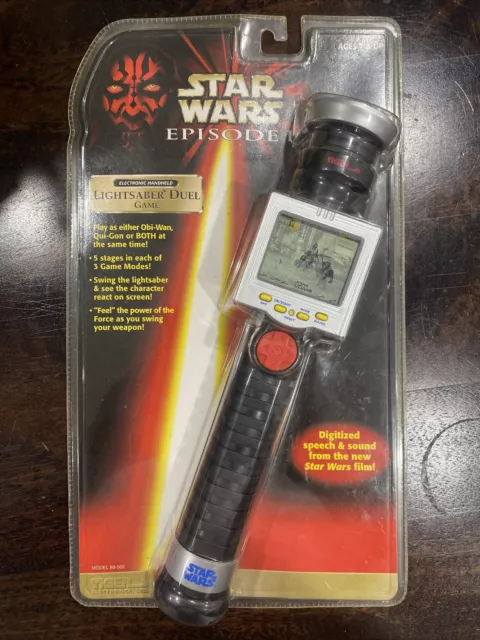 AGES 7 & UP
STAR
WARS
EPISODE
ELECTRONIC HANDHELD
LIGHTSABER DUEL
GAME
Play as either Obi-Wan,
Qui-Gon or BOTH at
the same time!
• 5 stages in each of
3 Game Modes!
• Swing the lightsaber
& see the character
react on screen!
• "Feel" the power of the
Force as you swing
your weapon!
Digitized
speech & sound
from the new
Star Wars film!
STAR
WARS
TIGER